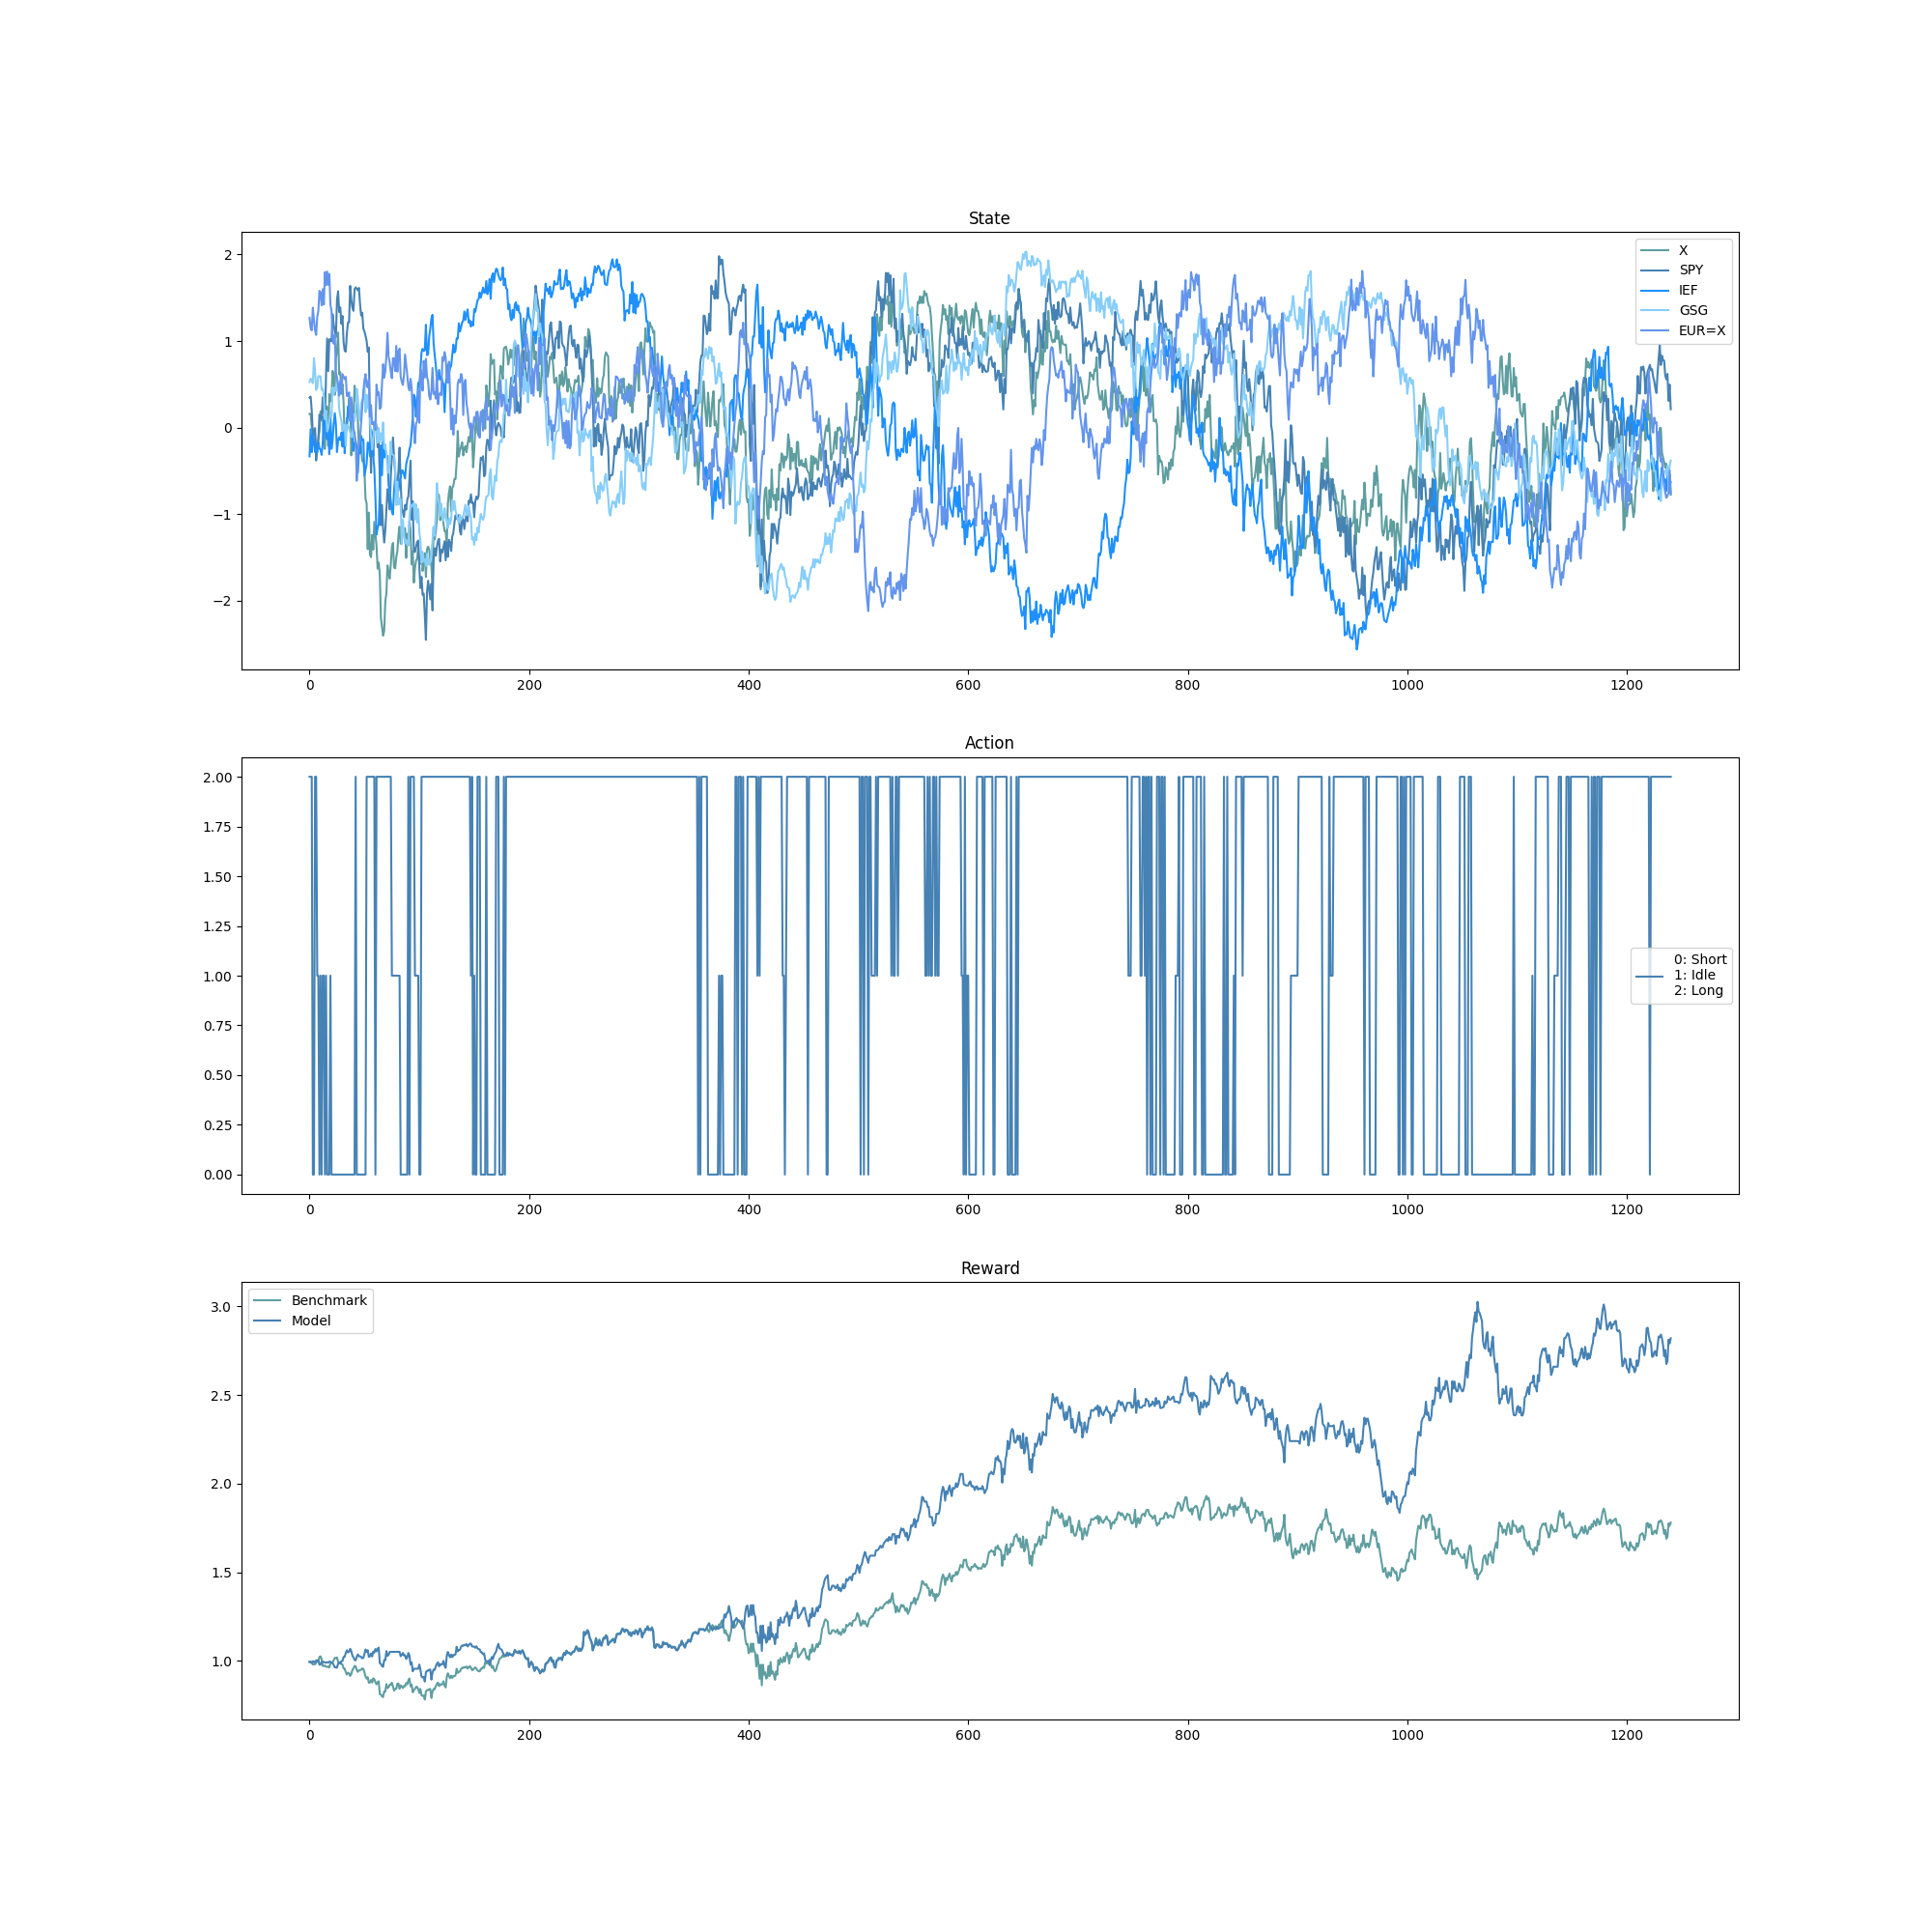 State
2
1
0
−1
−2
X
SPY
IEF
GSG
EUR=X
0 200 400 600 800 1000 1200
Action
2.00
1.75
1.50
1.25
1.00
0.75
0.50
0.25
0.00
0: Short
1: Idle
2: Long
0 200 400 600 800 1000 1200
Reward
Benchmark
Model
3.0
2.5
2.0
1.5
1.0
0 200 400 600 800 1000 1200